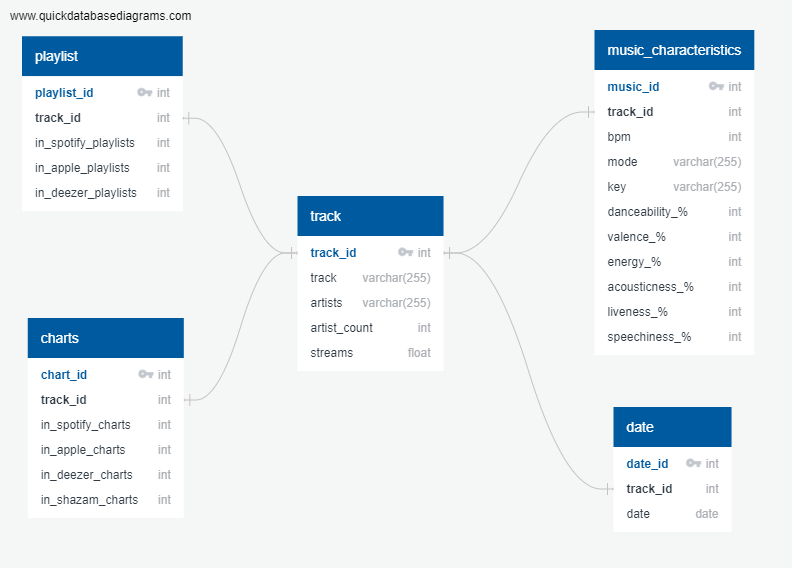 www.quickdatabasediagrams.com
playlist
playlist_id int
track_id int
in_spotify_playlists int
in_apple_playlists int
in_deezer_playlists int
charts
chart_id int
track_id int
in_spotify_charts int
in_apple_charts int
in_deezer_charts int
in_shazam_charts int
track
track_id int
track varchar(255)
artists varchar(255)
artist_count int
streams float
music_characteristics
music_id int
track_id int
bpm int
mode varchar(255)
key varchar(255)
danceability_% int
valence_% int
energy_% int
acousticness_% int
liveness_% int
speechiness_% int
date
date_id int
track_id int
date date